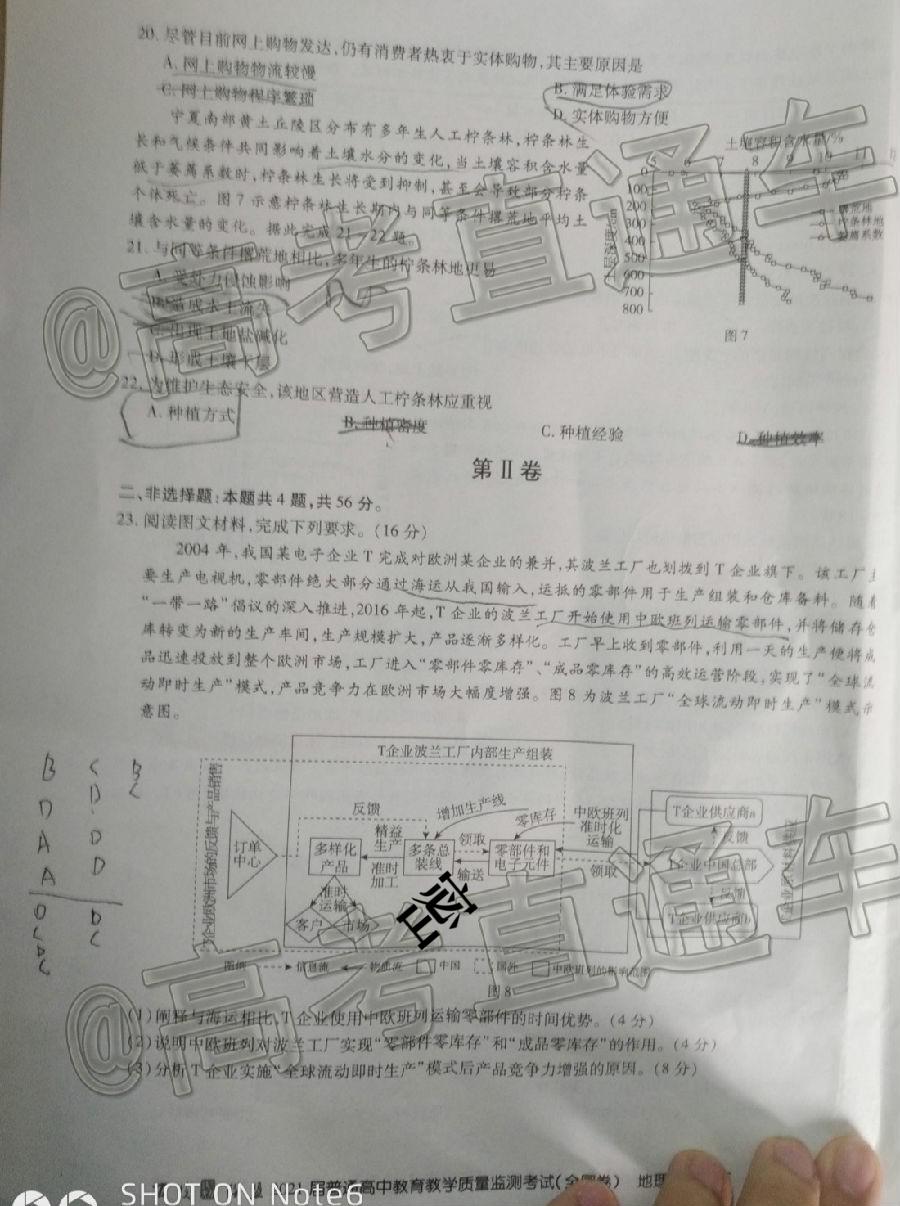 20. 尽管目前网上购物发达,仍有消费者热衷于实体购物,其主要原因是
A. 网上购物物流较慢
B. 满足体验需求
C. 网上购物程序繁琐
D. 实体购物方便
宁夏南部黄土丘陵区分布有多年生人工柠条林,柠条林生
长和气候条件共同影响着土壤水分的变化,当土壤容积含水量
低于萎蔫系数时,柠条林生长将受到抑制,甚至会导致部分柠条
个体死亡。图7示意柠条林生长期内与同等条件撂荒地平均土
壤含水量的变化。据此完成21~22题。
土壤容积含水量/%
5 6 7 8 9 10 11
100
200
300
400
500
600
700
800
撂荒地
柠条林地
萎蔫系数
图7
21. 与同等条件撂荒地相比,多年生的柠条林地更易
A. 受外力侵蚀影响
B. 造成水土流失
C. 出现土地盐碱化
D. 形成土壤干层
22. 为维护生态安全,该地区营造人工柠条林应重视
A. 种植方式
B. 种植密度
C. 种植经验
D. 种植效率
第Ⅱ卷
二、非选择题:本题共4题,共56分。
23. 阅读图文材料,完成下列要求。(16分)
2004年,我国某电子企业T完成对欧洲某企业的兼并,其波兰工厂也划拨到T企业旗下。该工厂主
要生产电视机,零部件绝大部分通过海运从我国输入,运抵的零部件用于生产组装和仓库备料。随着
“一带一路”倡议的深入推进,2016年起,T企业的波兰工厂开始使用中欧班列运输零部件,并将储存仓
库转变为新的生产车间,生产规模扩大,产品逐渐多样化。工厂早上收到零部件,利用一天的生产便将成
品迅速投放到整个欧洲市场,工厂进入“零部件零库存”、“成品零库存”的高效运营阶段,实现了“全球流
动即时生产”模式,产品竞争力在欧洲市场大幅度增强。图8为波兰工厂“全球流动即时生产”模式示
意图。
T企业波兰工厂内部生产组装
订单中心
反馈
增加生产线
零库存
中欧班列准时化运输
多样化产品
精益生产
准时加工
多条总装线
领取
输送
零部件和电子元件
领取
准时运输
客户
市场
T企业供应商a
反馈
T企业中国总部
反馈
T企业供应商b
图例
信息流
物质流
中国
国外
中欧班列的影响范围
图8
(1)阐释与海运相比,T企业使用中欧班列运输零部件的时间优势。(4分)
(2)说明中欧班列对波兰工厂实现“零部件零库存”和“成品零库存”的作用。(4分)
(3)分析T企业实施“全球流动即时生产”模式后产品竞争力增强的原因。(8分)
密
@高考直通车
@高考直通车
21届普通高中教育教学质量监测考试(全国卷) 地理
SHOT ON Note6